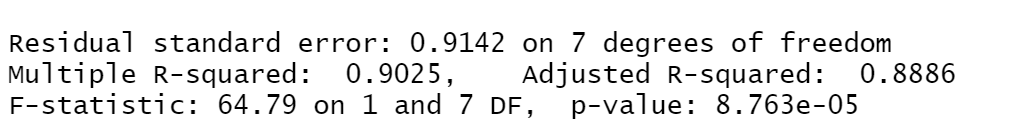 Residual standard error: 0.9142 on 7 degrees of freedom
Multiple R-squared:  0.9025,    Adjusted R-squared:  0.8886
F-statistic: 64.79 on 1 and 7 DF,  p-value: 8.763e-05